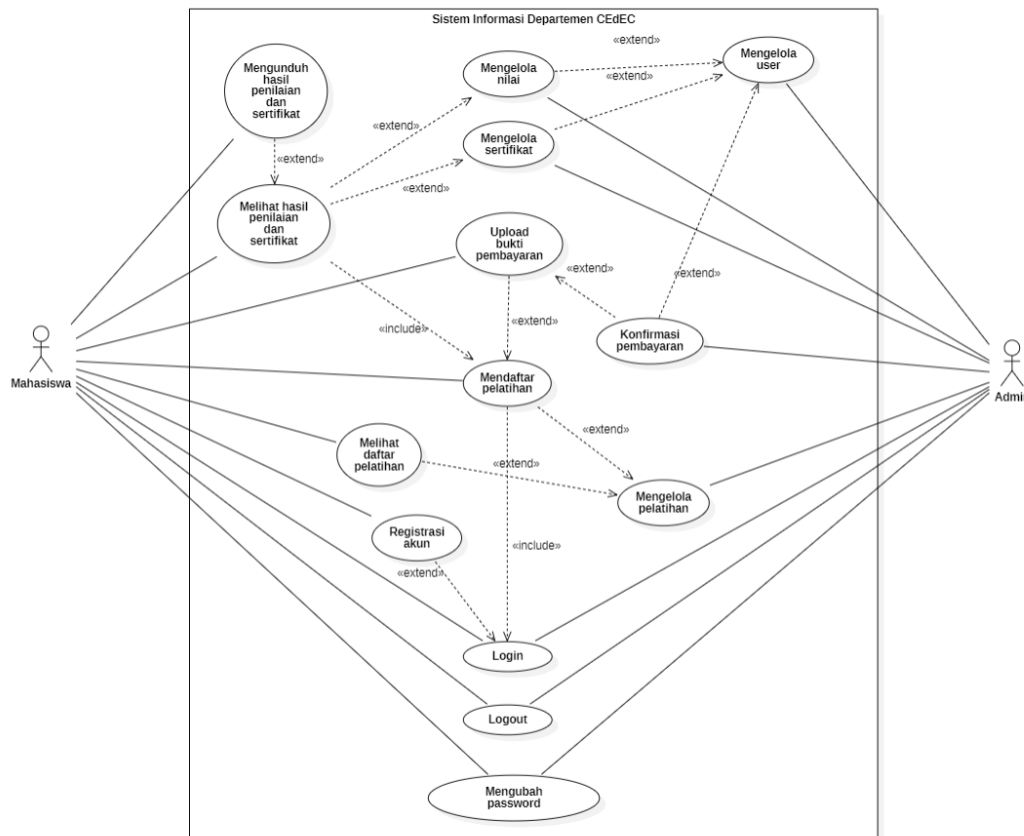 Sistem Informasi Departemen CEdEC
«extend»
Mengunduh
hasil
penilaian
dan
sertifikat
Mengelola
nilai
Mengelola
user
«extend»
«extend»
Mengelola
sertifikat
«extend»
«extend»
Melihat hasil
penilaian
dan
sertifikat
Upload
bukti
pembayaran
«extend»
«extend»
«extend»
«include»
Konfirmasi
pembayaran
Mahasiswa
Mendaftar
pelatihan
Admin
«extend»
Melihat
daftar
pelatihan
«extend»
Mengelola
pelatihan
Registrasi
akun
«include»
«extend»
Login
Logout
Mengubah
password